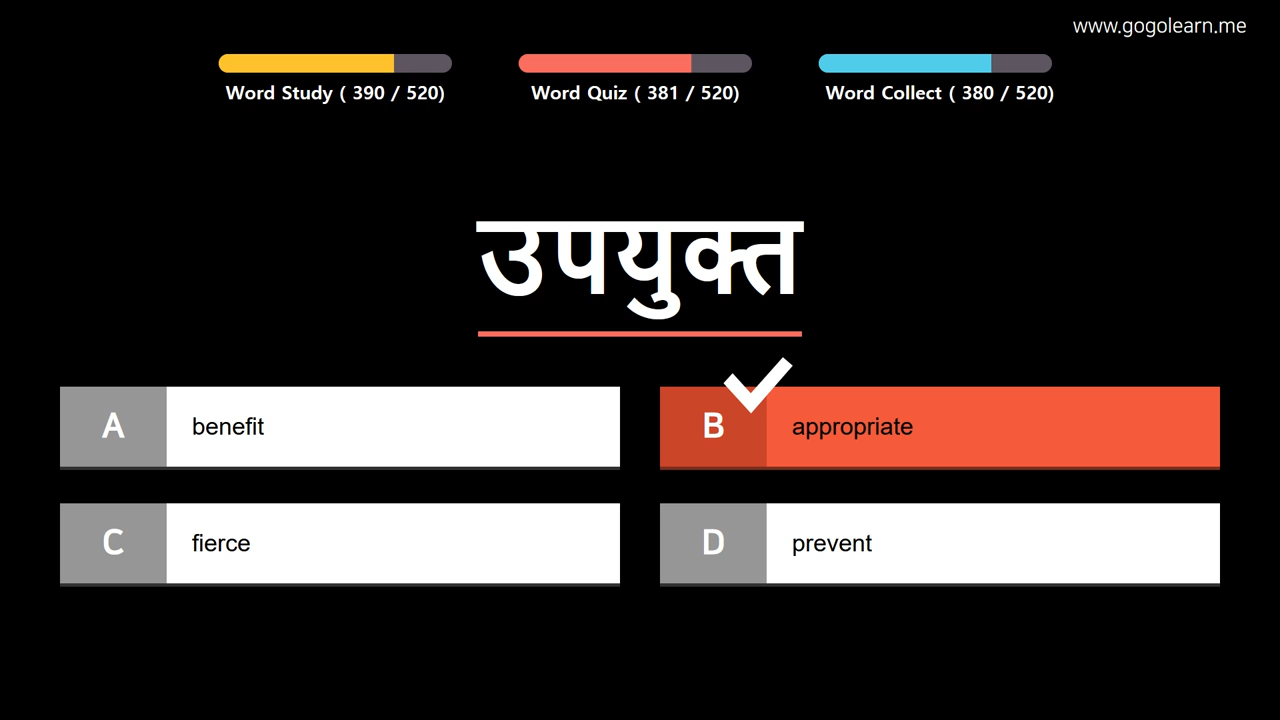 www.gogolearn.me
Word Study ( 390 / 520)
Word Quiz ( 381 / 520)
Word Collect ( 380 / 520)
उपयुक्त
A benefit
B appropriate
C fierce
D prevent